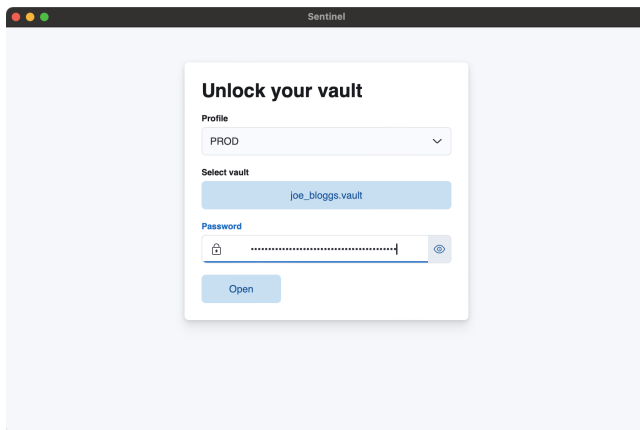 Sentinel
Unlock your vault
Profile
PROD
Select vault
joe_bloggs.vault
Password
Open